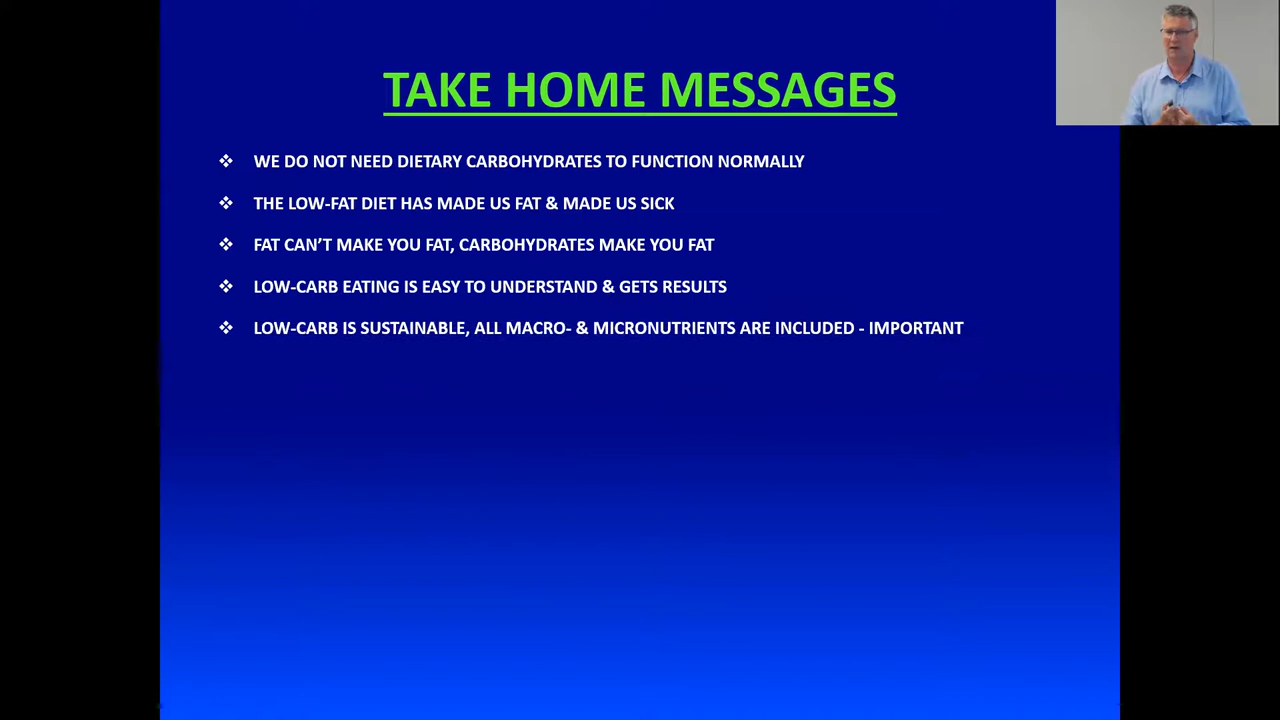 TAKE HOME MESSAGES
❖ WE DO NOT NEED DIETARY CARBOHYDRATES TO FUNCTION NORMALLY
❖ THE LOW-FAT DIET HAS MADE US FAT & MADE US SICK
❖ FAT CAN’T MAKE YOU FAT, CARBOHYDRATES MAKE YOU FAT
❖ LOW-CARB EATING IS EASY TO UNDERSTAND & GETS RESULTS
❖ LOW-CARB IS SUSTAINABLE, ALL MACRO- & MICRONUTRIENTS ARE INCLUDED - IMPORTANT